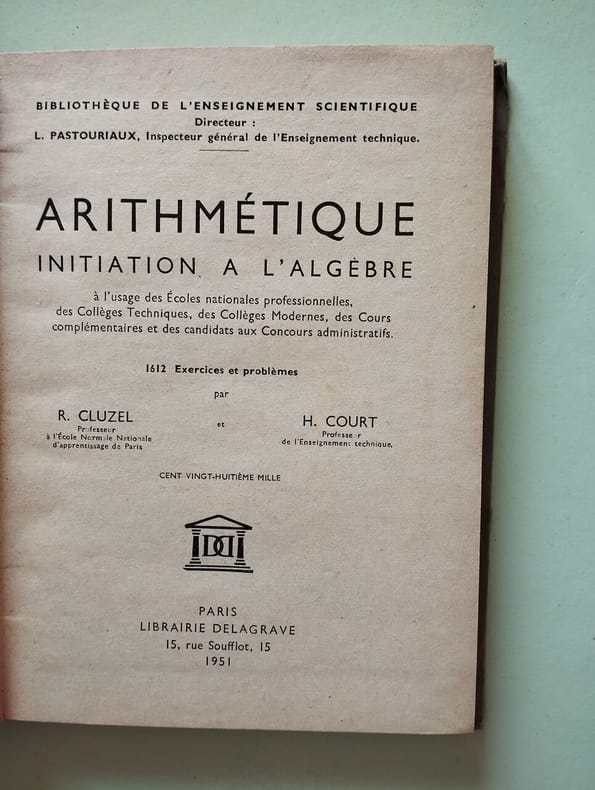 BIBLIOTHÈQUE DE L'ENSEIGNEMENT SCIENTIFIQUE
Directeur :
L. PASTOURIAUX, Inspecteur général de l'Enseignement technique.
ARITHMÉTIQUE
INITIATION A L'ALGÈBRE
à l'usage des Écoles nationales professionnelles,
des Collèges Techniques, des Collèges Modernes, des Cours
complémentaires et des candidats aux Concours administratifs.
1612 Exercices et problèmes
par
R. CLUZEL
Professeur
à l'École Normale Nationale
d'apprentissage de Paris
et
H. COURT
Professeur
de l'Enseignement technique.
CENT VINGT-HUITIÈME MILLE
PARIS
LIBRAIRIE DELAGRAVE
15, rue Soufflot, 15
1951